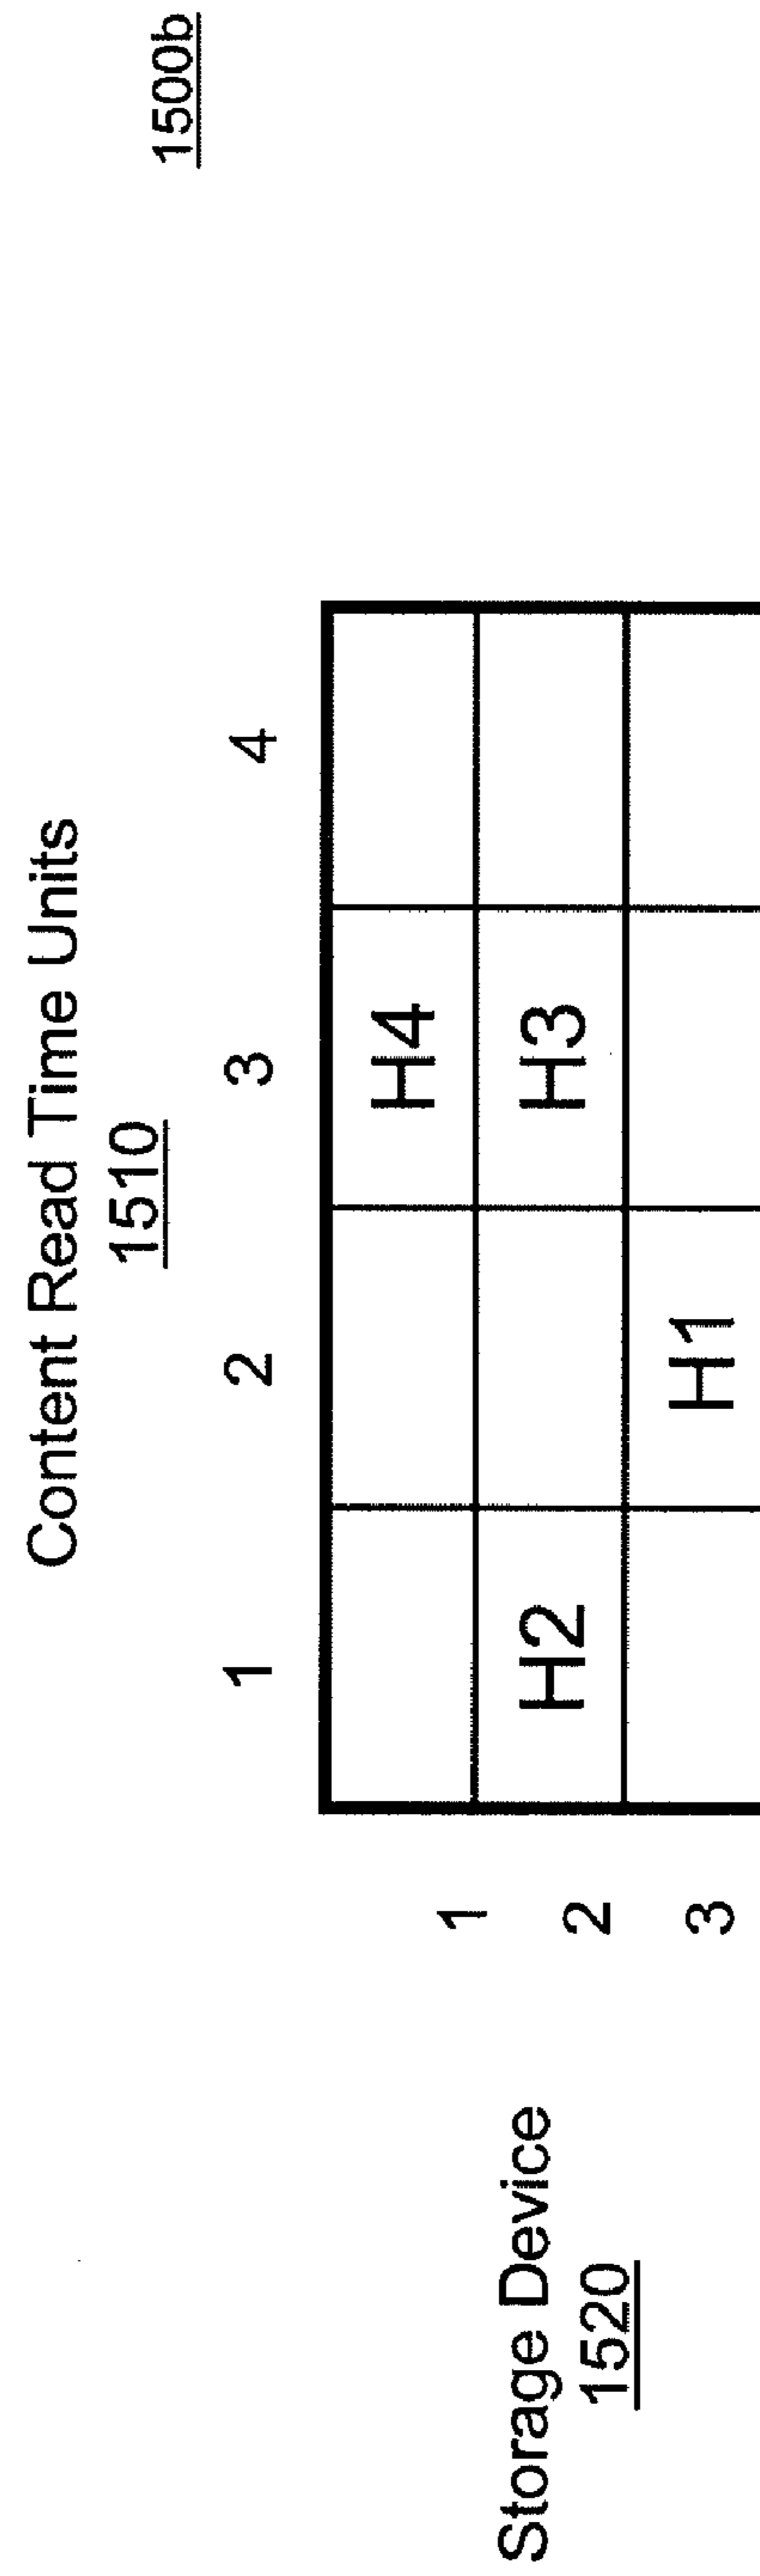 1500b
Content Read Time Units
1510
1 2 3 4
Storage Device
1520
1 H4
2 H2 H3
3 H1